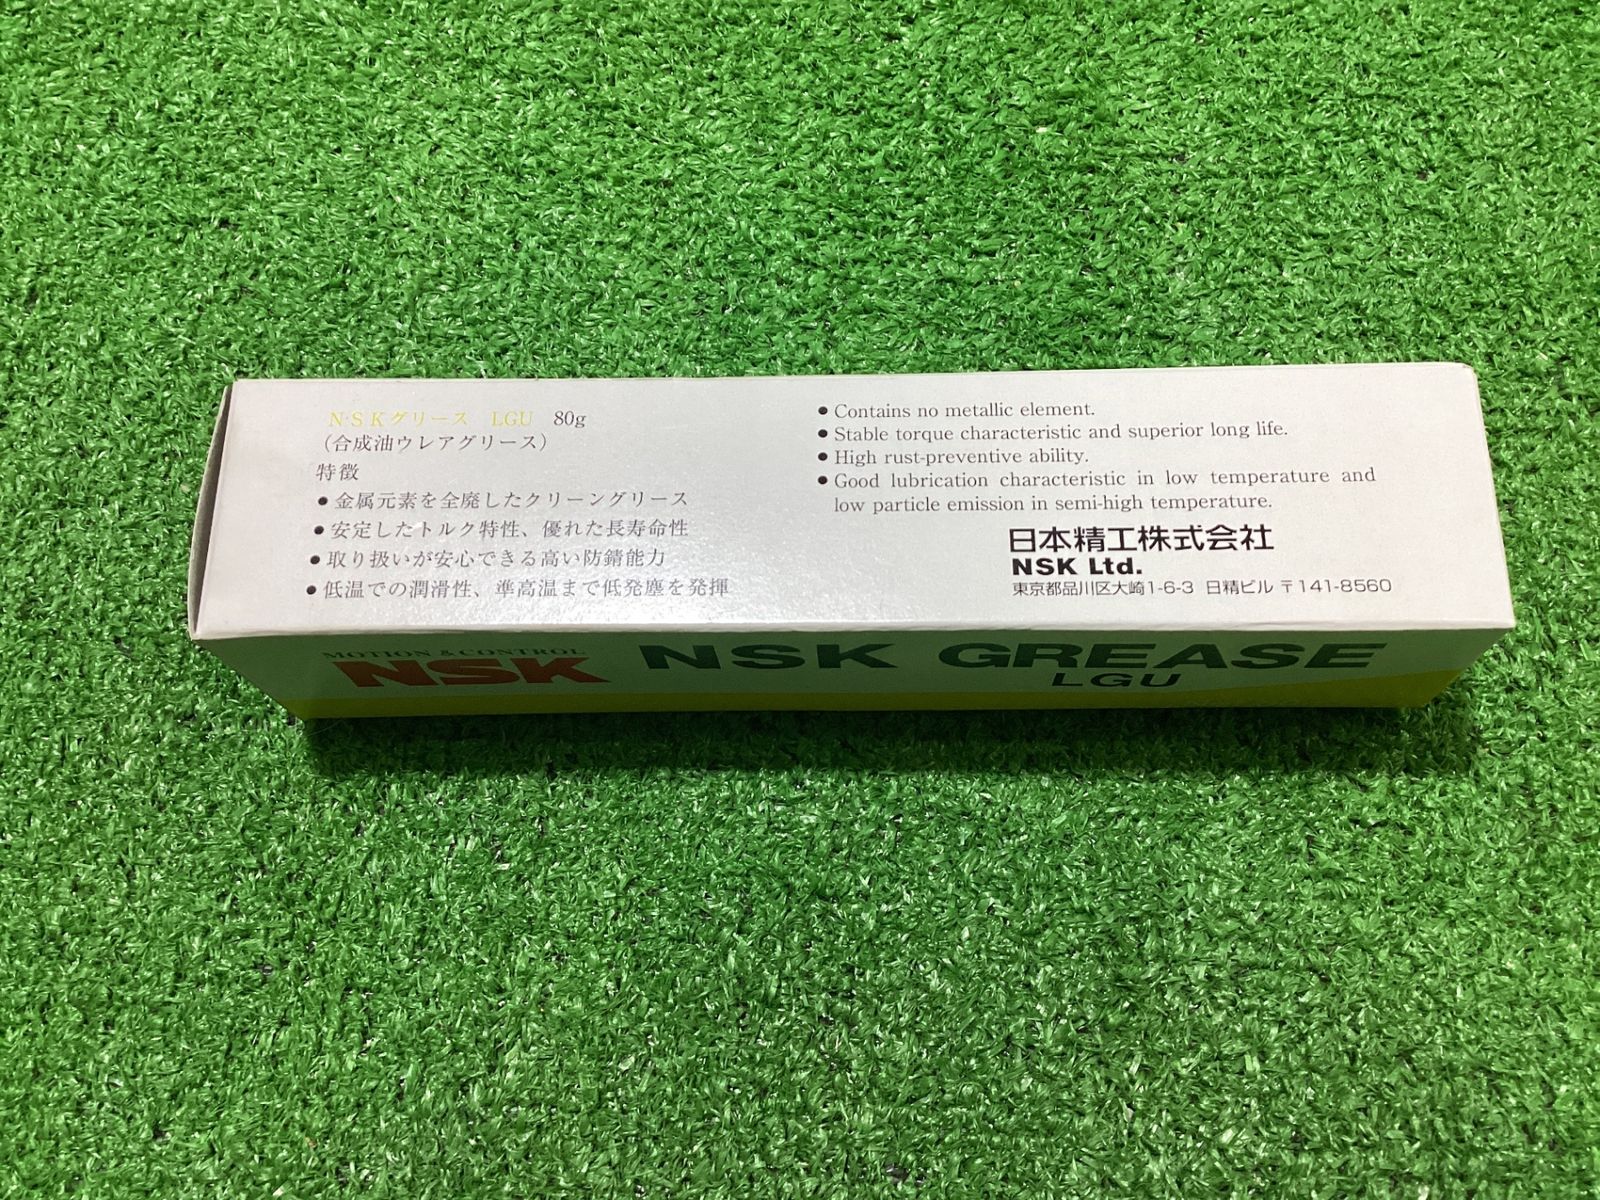 N·SKグリース LGU 80g
（合成油ウレアグリース）
特徴
● 金属元素を全廃したクリーングリース
● 安定したトルク特性、優れた長寿命性
● 取り扱いが安心できる高い防錆能力
● 低温での潤滑性、準高温まで低発塵を発揮
● Contains no metallic element.
● Stable torque characteristic and superior long life.
● High rust-preventive ability.
● Good lubrication characteristic in low temperature and
low particle emission in semi-high temperature.
日本精工株式会社
NSK Ltd.
東京都品川区大崎1-6-3 日精ビル 〒141-8560
MOTION & CONTROL
NSK
NSK GREASE
LGU